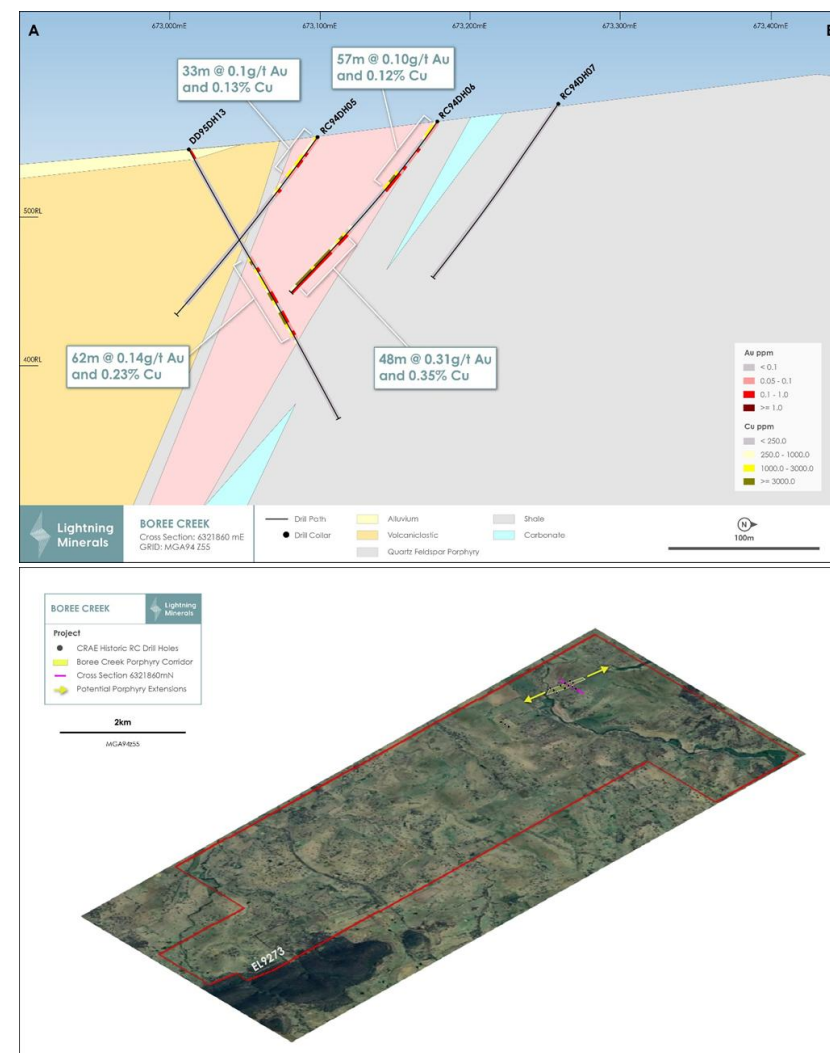 A
673,000mE
673,100mE
673,200mE
673,300mE
673,400mE
33m @ 0.1g/t Au
and 0.13% Cu
57m @ 0.10g/t Au
and 0.12% Cu
DD95DH13
RC94DH05
RC94DH06
RC94DH07
500RL
400RL
62m @ 0.14g/t Au
and 0.23% Cu
48m @ 0.31g/t Au
and 0.35% Cu
Au ppm
< 0.1
0.05 - 0.1
0.1 - 1.0
>= 1.0
Cu ppm
< 250.0
250.0 - 1000.0
1000.0 - 3000.0
>= 3000.0
Lightning
Minerals
BOREE CREEK
Cross Section: 6321860 mE
GRID: MGA94 Z55
Drill Path
Drill Collar
Alluvium
Volcaniclastic
Quartz Feldspar Porphyry
Shale
Carbonate
N
100m
BOREE CREEK
Lightning
Minerals
Project
CRAE Historic RC Drill Holes
Boree Creek Porphyry Corridor
Cross Section 6321860mN
Potential Porphyry Extensions
2km
MGA94z55
EL9273